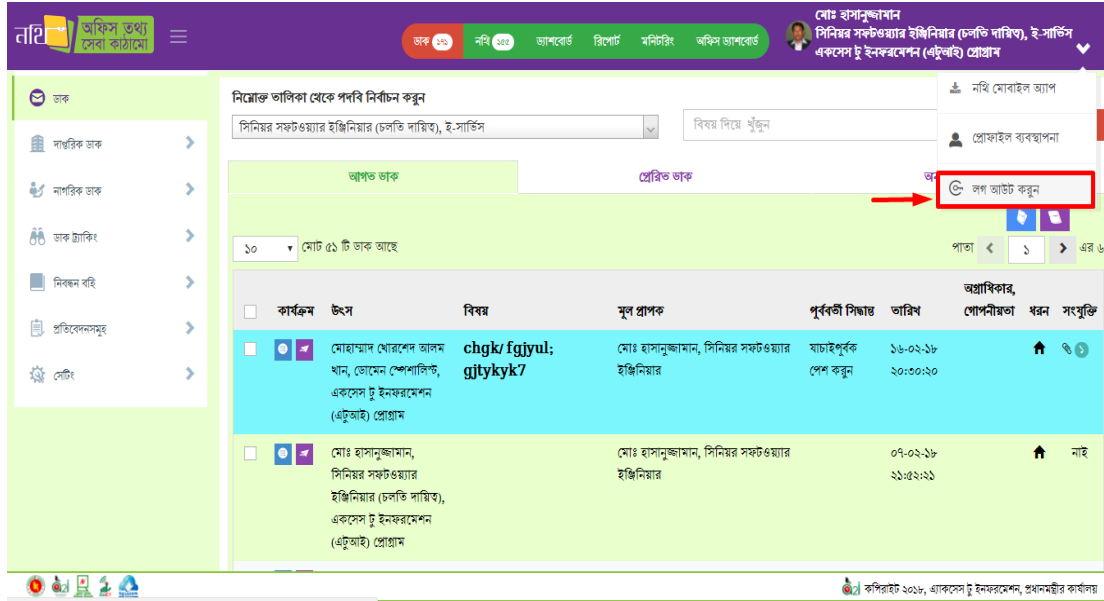 নথি অফিস তথ্য
সেবা কাঠামো
ডাক ১৭১ নথি ১৫৫ ড্যাশবোর্ড রিপোর্ট মনিটরিং অফিস ড্যাশবোর্ড
মোঃ হাসানুজ্জামান
সিনিয়র সফটওয়্যার ইঞ্জিনিয়ার (চলতি দায়িত্ব), ই-সার্ভিস
একসেস টু ইনফরমেশন (এটুআই) প্রোগ্রাম
নথি মোবাইল অ্যাপ
প্রোফাইল ব্যবস্থাপনা
লগ আউট করুন
ডাক
দাপ্তরিক ডাক
নাগরিক ডাক
ডাক ট্র্যাকিং
নিবন্ধন বহি
প্রতিবেদনসমূহ
সেটিং
নিম্নোক্ত তালিকা থেকে পদবি নির্বাচন করুন
সিনিয়র সফটওয়্যার ইঞ্জিনিয়ার (চলতি দায়িত্ব), ই-সার্ভিস
বিষয় দিয়ে খুঁজুন
আগত ডাক প্রেরিত ডাক
১০ মোট ৫১ টি ডাক আছে পাতা ১ এর ৬
কার্যক্রম উৎস বিষয় মূল প্রাপক পূর্ববর্তী সিদ্ধান্ত তারিখ অগ্রাধিকার, গোপনীয়তা ধরন সংযুক্তি
মোহাম্মাদ খোরশেদ আলম chgk/ fgjyul; মোঃ হাসানুজ্জামান, সিনিয়র সফটওয়্যার যাচাইপূর্বক ১৬-০২-১৮ ১
খান, ডোমেন স্পেশালিস্ট, gjtykyk7 ইঞ্জিনিয়ার পেশ করুন ২০:৩০:২০
একসেস টু ইনফরমেশন
(এটুআই) প্রোগ্রাম
মোঃ হাসানুজ্জামান, মোঃ হাসানুজ্জামান, সিনিয়র সফটওয়্যার ০৭-০২-১৮ নাই
সিনিয়র সফটওয়্যার ইঞ্জিনিয়ার ২১:৫২:২১
ইঞ্জিনিয়ার (চলতি দায়িত্ব),
একসেস টু ইনফরমেশন
(এটুআই) প্রোগ্রাম
কপিরাইট ২০১৮, এ্যাকসেস টু ইনফরমেশন, প্রধানমন্ত্রীর কার্যালয়